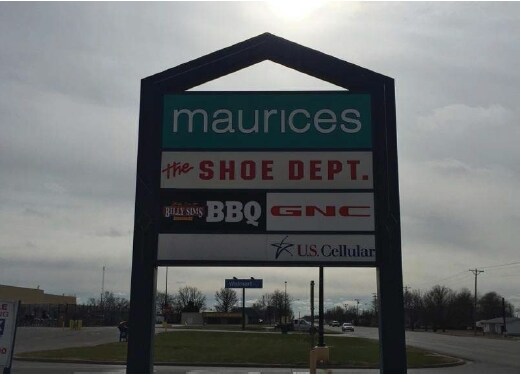 maurices
the SHOE DEPT.
BILLY SIMS BBQ GNC
U.S. Cellular